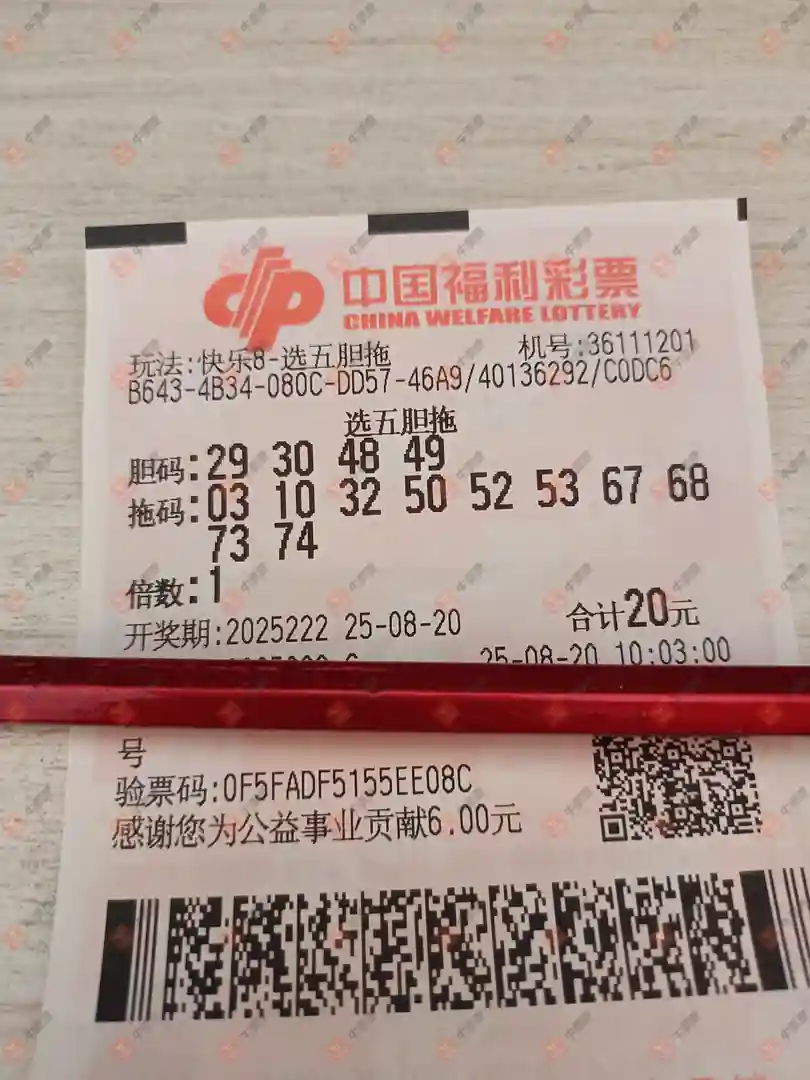 中国福利彩票
CHINA WELFARE LOTTERY
玩法:快乐8-选五胆拖 机号:36111201
B643-4B34-080C-DD57-46A9/40136292/C0DC6
选五胆拖
胆码:29 30 48 49
拖码:03 10 32 50 52 53 67 68
73 74
倍数:1
开奖期:2025222 25-08-20 合计20元
25-08-20 10:03:00
号
验票码:0F5FADF5155EE08C
感谢您为公益事业贡献6.00元